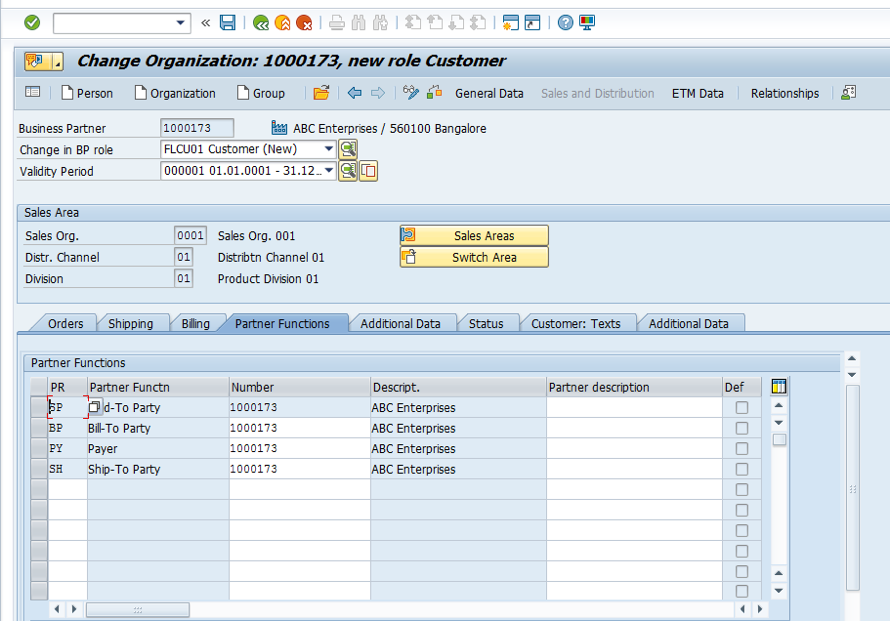 Change Organization: 1000173, new role Customer
Person Organization Group General Data Sales and Distribution ETM Data Relationships
Business Partner 1000173 ABC Enterprises / 560100 Bangalore
Change in BP role FLCU01 Customer (New)
Validity Period 000001 01.01.0001 - 31.12...
Sales Area
Sales Org. 0001 Sales Org. 001 Sales Areas
Distr. Channel 01 Distribtn Channel 01 Switch Area
Division 01 Product Division 01
Orders Shipping Billing Partner Functions Additional Data Status Customer: Texts Additional Data
Partner Functions
PR Partner Functn Number Descript. Partner description Def
SP d-To Party 1000173 ABC Enterprises
BP Bill-To Party 1000173 ABC Enterprises
PY Payer 1000173 ABC Enterprises
SH Ship-To Party 1000173 ABC Enterprises